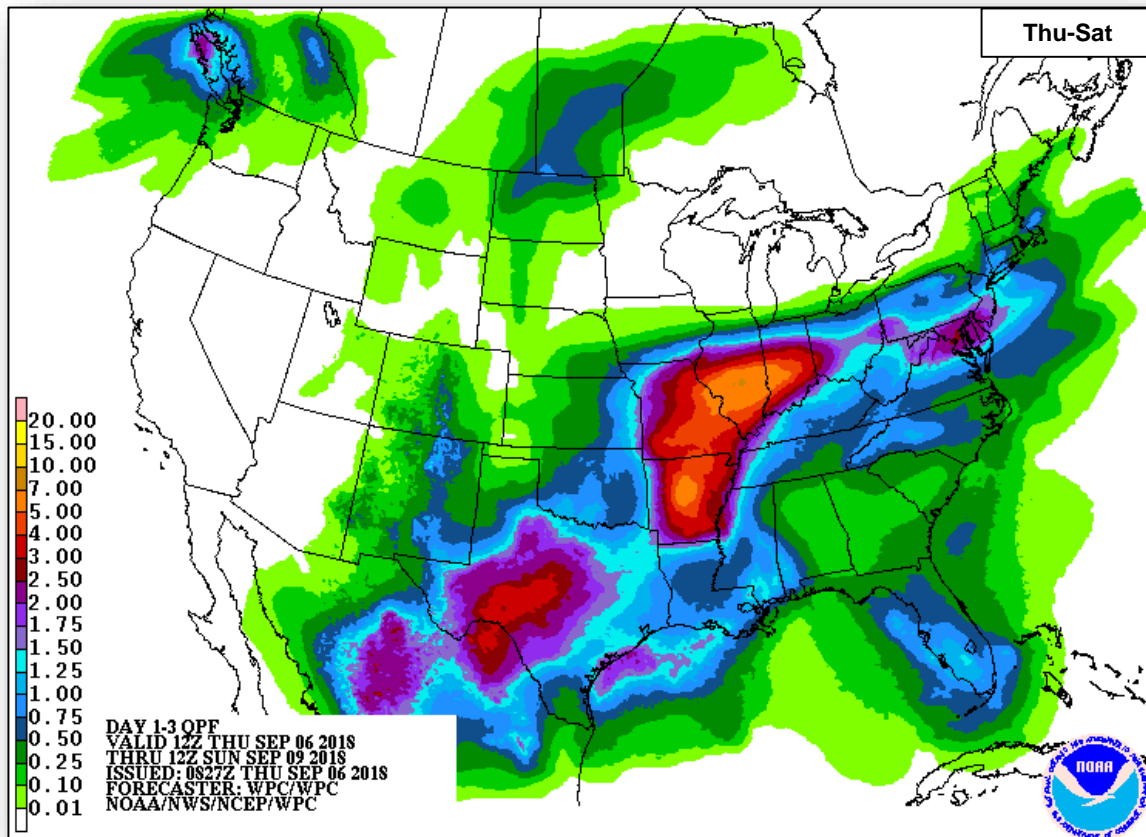 Thu-Sat
20.00
15.00
10.00
7.00
5.00
4.00
3.00
2.50
2.00
1.75
1.50
1.25
1.00
0.75
0.50
0.25
0.10
0.01
DAY 1-3 QPF
VALID 12Z THU SEP 06 2018
THRU 12Z SUN SEP 09 2018
ISSUED: 0827Z THU SEP 06 2018
FORECASTER: WPC/WPC
NOAA/NWS/NCEP/WPC
NOAA